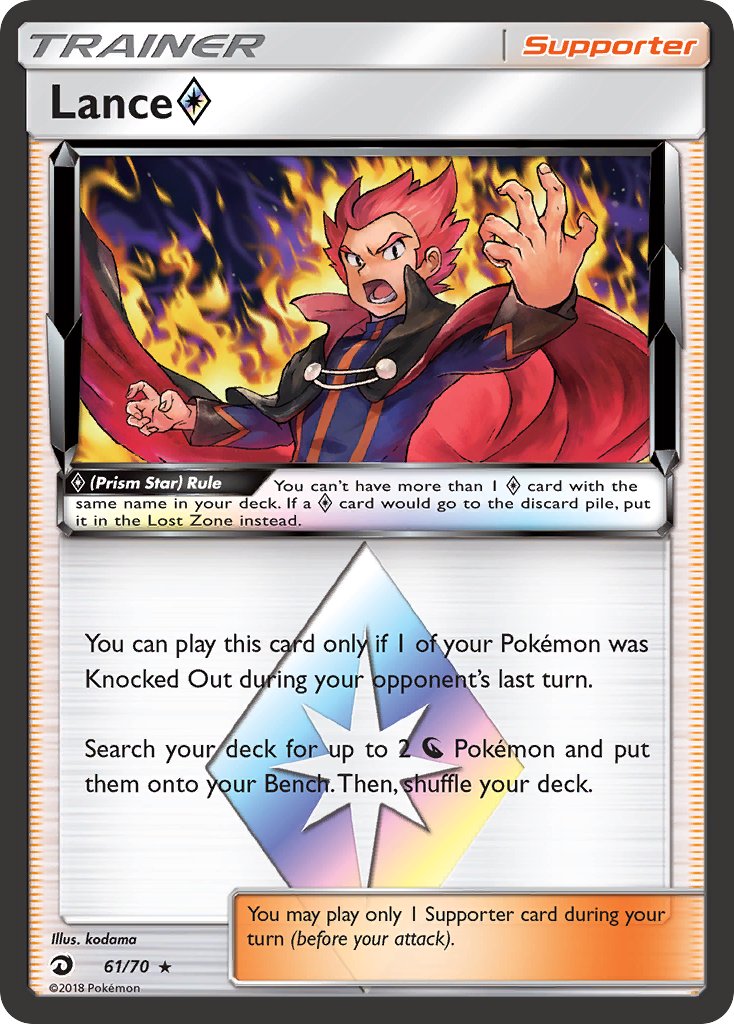 TRAINER
Supporter
Lance
(Prism Star) Rule
You can't have more than 1 card with the
same name in your deck. If a card would go to the discard pile, put
it in the Lost Zone instead.
You can play this card only if 1 of your Pokémon was
Knocked Out during your opponent's last turn.
Search your deck for up to 2 Pokémon and put
them onto your Bench. Then, shuffle your deck.
You may play only 1 Supporter card during your
turn (before your attack).
Illus. kodama
61/70 ★
©2018 Pokémon